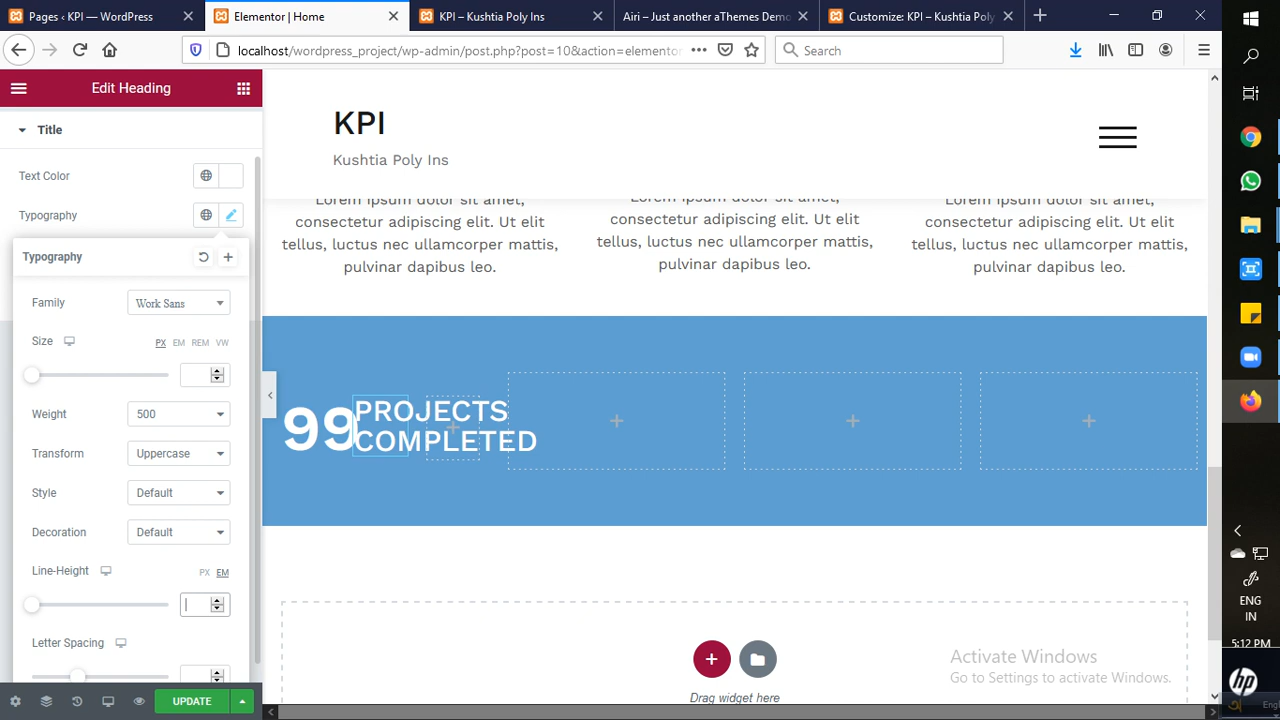 Pages ‹ KPI — WordPress
Elementor | Home
KPI – Kushtia Poly Ins
Airi – Just another aThemes Demo
Customize: KPI – Kushtia Poly
localhost/wordpress_project/wp-admin/post.php?post=10&action=elementor
Search
Edit Heading
Title
Text Color
Typography
Typography
Family
Work Sans
Size
PX EM REM VW
Weight
500
Transform
Uppercase
Style
Default
Decoration
Default
Line-Height
PX EM
Letter Spacing
UPDATE
KPI
Kushtia Poly Ins
Lorem ipsum dolor sit amet,
consectetur adipiscing elit. Ut elit
tellus, luctus nec ullamcorper mattis,
pulvinar dapibus leo.
Lorem ipsum dolor sit amet,
consectetur adipiscing elit. Ut elit
tellus, luctus nec ullamcorper mattis,
pulvinar dapibus leo.
Lorem ipsum dolor sit amet,
consectetur adipiscing elit. Ut elit
tellus, luctus nec ullamcorper mattis,
pulvinar dapibus leo.
99
PROJECTS
COMPLETED
Drag widget here
Activate Windows
Go to Settings to activate Windows.
ENG
IN
5:12 PM
hp
Eng